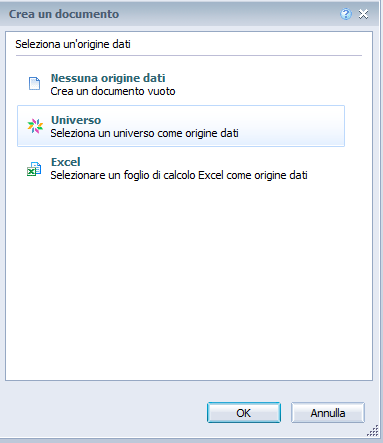 Crea un documento
Seleziona un'origine dati
Nessuna origine dati
Crea un documento vuoto
Universo
Seleziona un universo come origine dati
Excel
Selezionare un foglio di calcolo Excel come origine dati
OK
Annulla